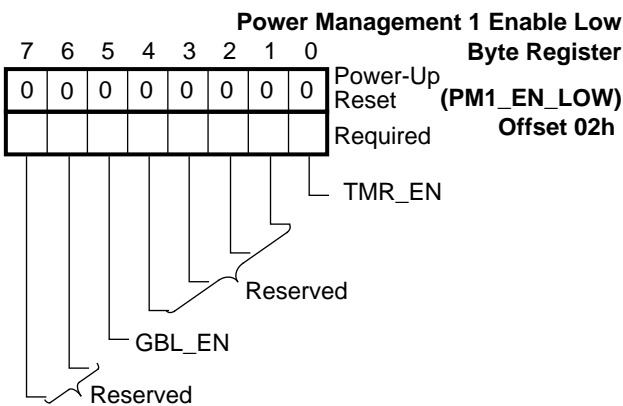 Power Management 1 Enable Low
Byte Register
(PM1_EN_LOW)
Offset 02h
7 6 5 4 3 2 1 0
0 0 0 0 0 0 0 0
Power-Up
Reset
Required
TMR_EN
Reserved
GBL_EN
Reserved